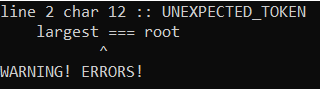 line 2 char 12 :: UNEXPECTED_TOKEN
largest === root
^
WARNING! ERRORS!